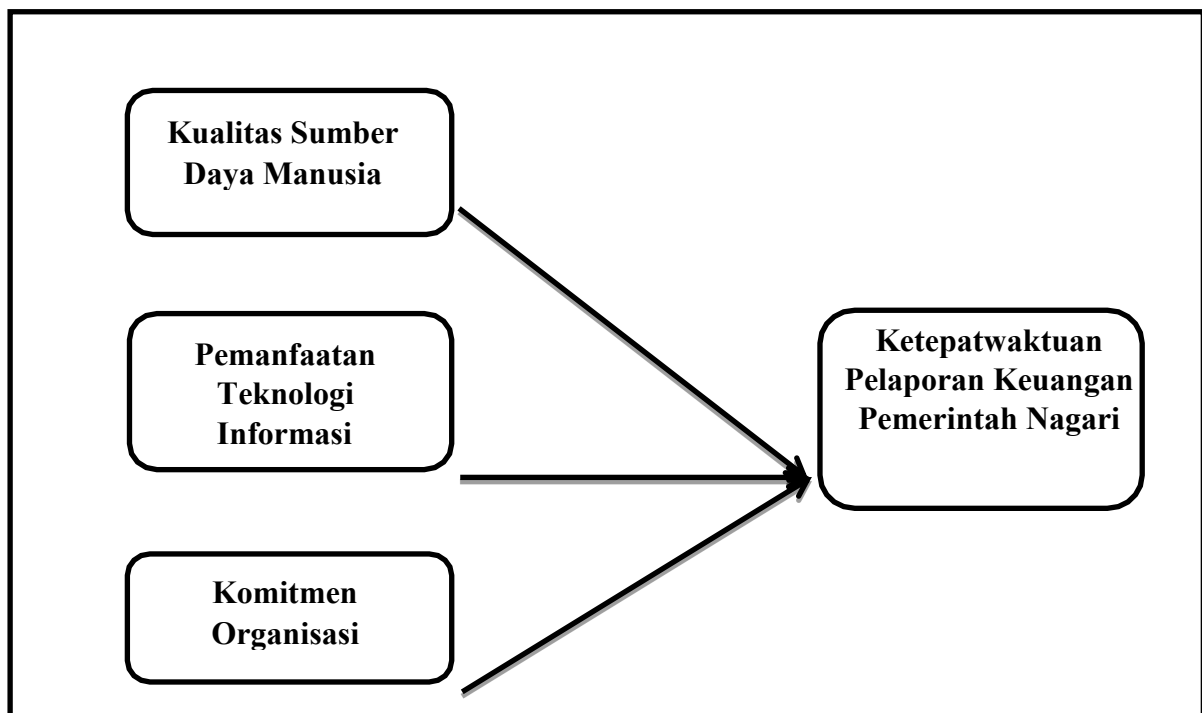 Kualitas Sumber
Daya Manusia
Pemanfaatan
Teknologi
Informasi
Komitmen
Organisasi
Ketepatwaktuan
Pelaporan Keuangan
Pemerintah Nagari